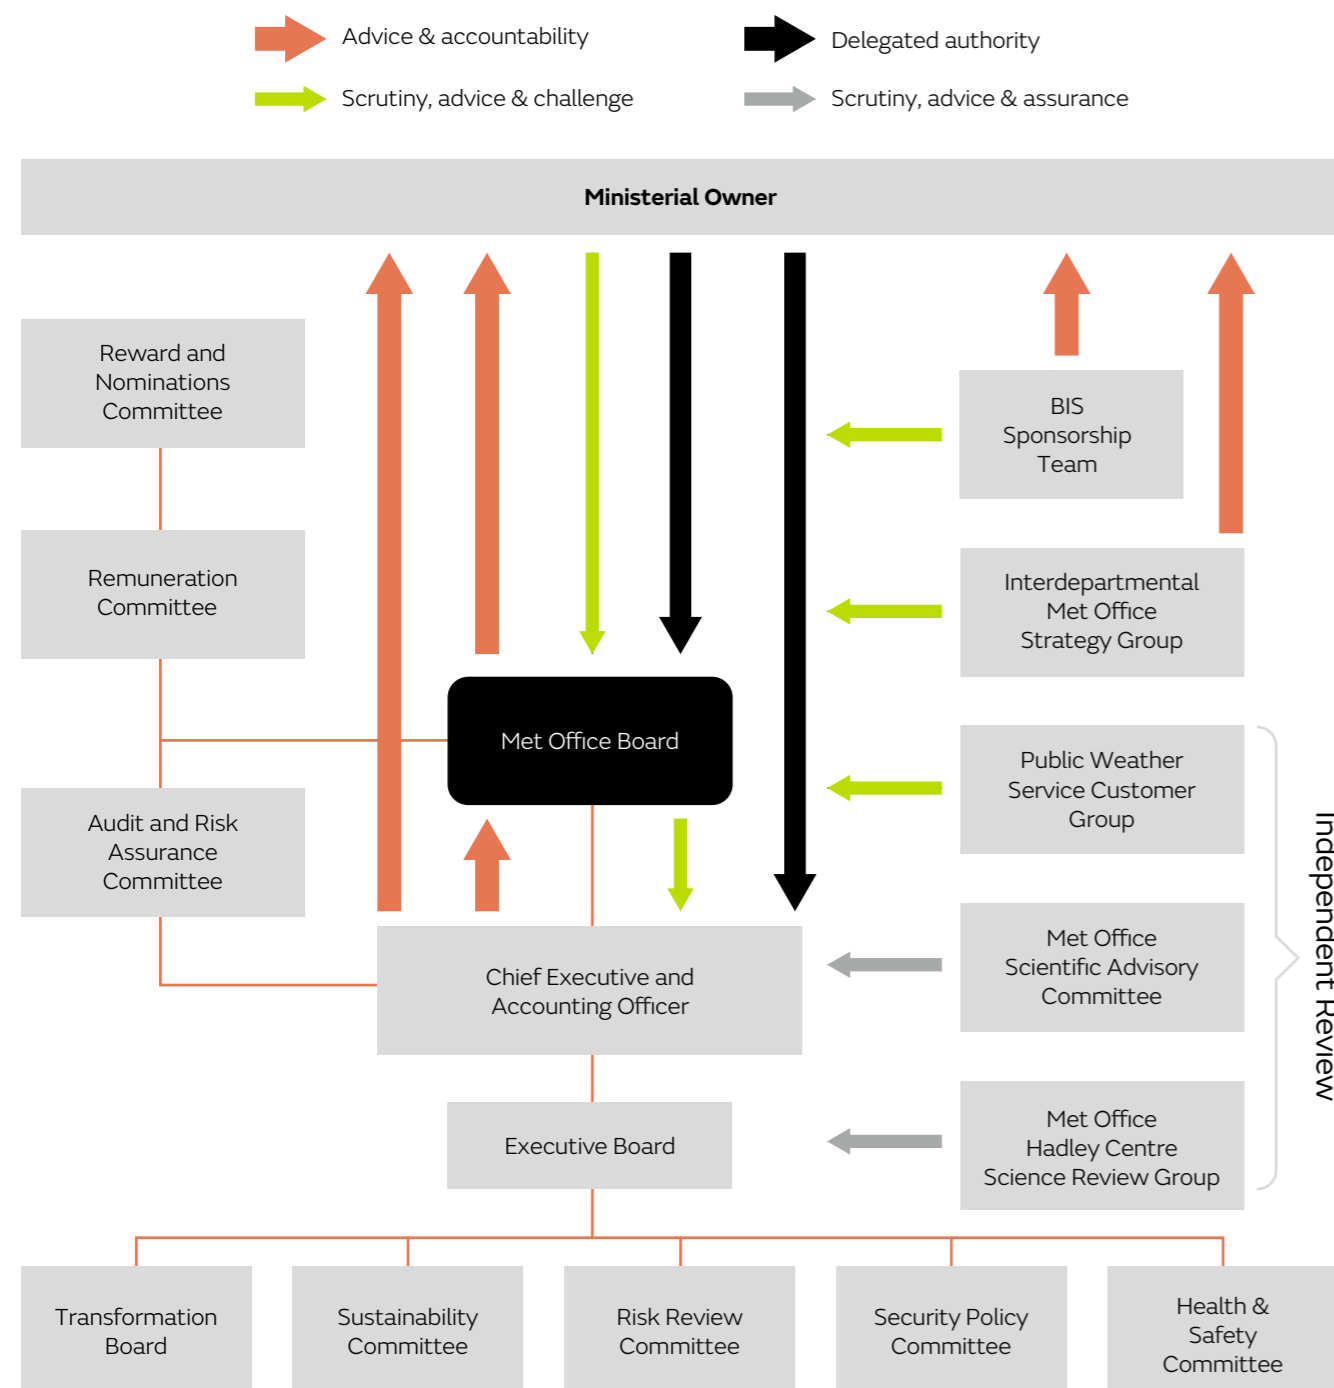 Advice & accountability
Delegated authority
Scrutiny, advice & challenge
Scrutiny, advice & assurance
Ministerial Owner
Reward and
Nominations
Committee
BIS
Sponsorship
Team
Remuneration
Committee
Interdepartmental
Met Office
Strategy Group
Met Office Board
Public Weather
Service Customer
Group
Audit and Risk
Assurance
Committee
Chief Executive and
Accounting Officer
Met Office
Scientific Advisory
Committee
Independent Review
Executive Board
Met Office
Hadley Centre
Science Review Group
Transformation
Board
Sustainability
Committee
Risk Review
Committee
Security Policy
Committee
Health &
Safety
Committee